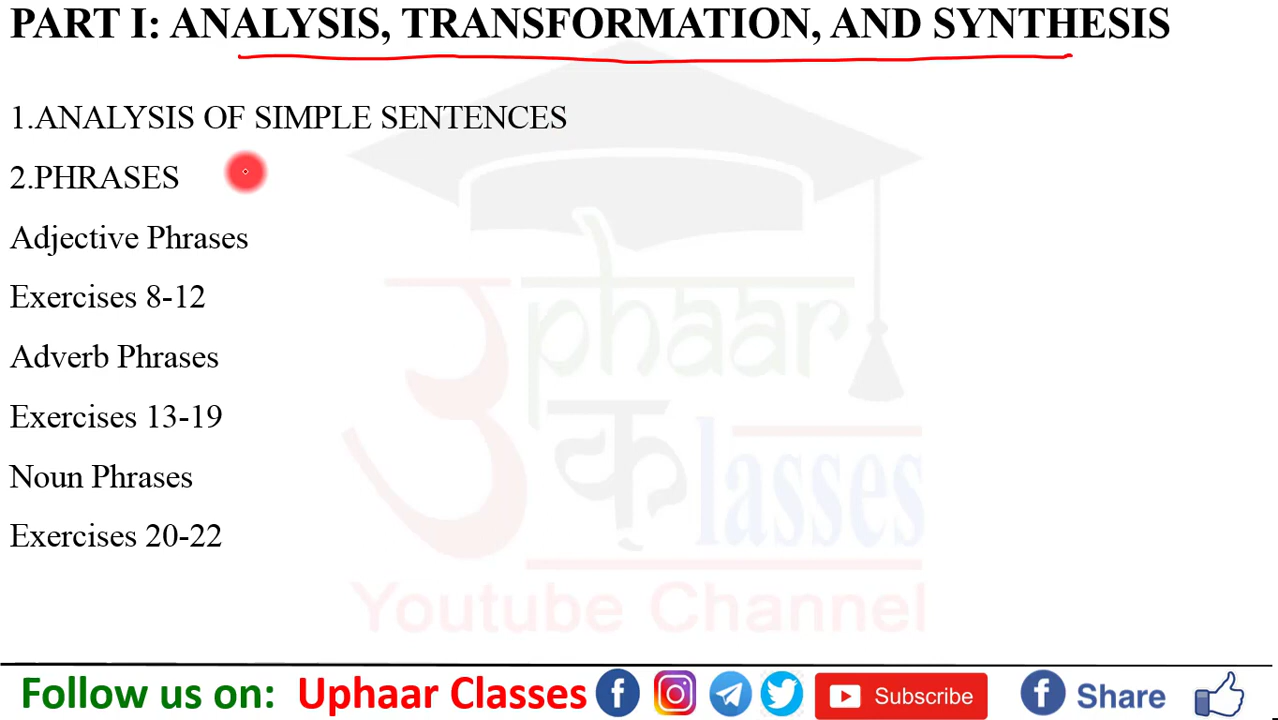 PART I: ANALYSIS, TRANSFORMATION, AND SYNTHESIS
1.ANALYSIS OF SIMPLE SENTENCES
2.PHRASES
Adjective Phrases
Exercises 8-12
Adverb Phrases
Exercises 13-19
Noun Phrases
Exercises 20-22
उphaar
कlasses
Youtube Channel
Follow us on: Uphaar Classes Subscribe Share